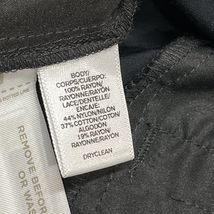 BODY/
CORPS/CUERPO:
100% RAYON/
RAYONNE/RAYON
LACE/DENTELLE/
ENCAJE:
44% NYLON/NILON
37% COTTON/COTON/
ALGODÓN
19% RAYON/
RAYONNE/RAYON
DRYCLEAN
REMOVE BEFORE
OR WAS